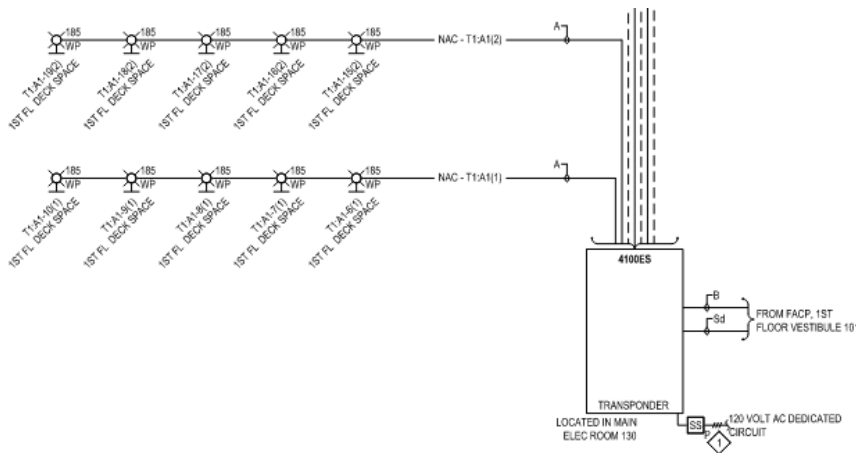 185 185 185 185 185 A
WP WP WP WP WP NAC - T1:A1(2)
T1:A1-19(2) T1:A1-18(2) T1:A1-17(2) T1:A1-16(2) T1:A1-15(2)
1ST FL DECK SPACE 1ST FL DECK SPACE 1ST FL DECK SPACE 1ST FL DECK SPACE 1ST FL DECK SPACE
185 185 185 185 185 A
WP WP WP WP WP NAC - T1:A1(1)
T1:A1-10(1) T1:A1-9(1) T1:A1-8(1) T1:A1-7(1) T1:A1-6(1)
1ST FL DECK SPACE 1ST FL DECK SPACE 1ST FL DECK SPACE 1ST FL DECK SPACE 1ST FL DECK SPACE
4100ES
B
Sd
FROM FACP, 1ST
FLOOR VESTIBULE 101
TRANSPONDER
LOCATED IN MAIN
ELEC ROOM 130
SS
P
1
120 VOLT AC DEDICATED
CIRCUIT